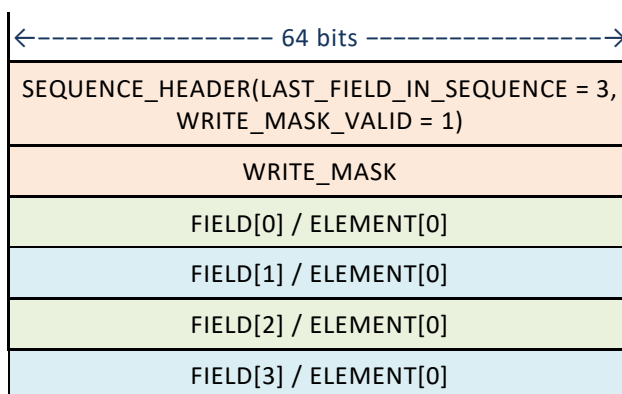 64 bits
SEQUENCE_HEADER(LAST_FIELD_IN_SEQUENCE = 3,
WRITE_MASK_VALID = 1)
WRITE_MASK
FIELD[0] / ELEMENT[0]
FIELD[1] / ELEMENT[0]
FIELD[2] / ELEMENT[0]
FIELD[3] / ELEMENT[0]